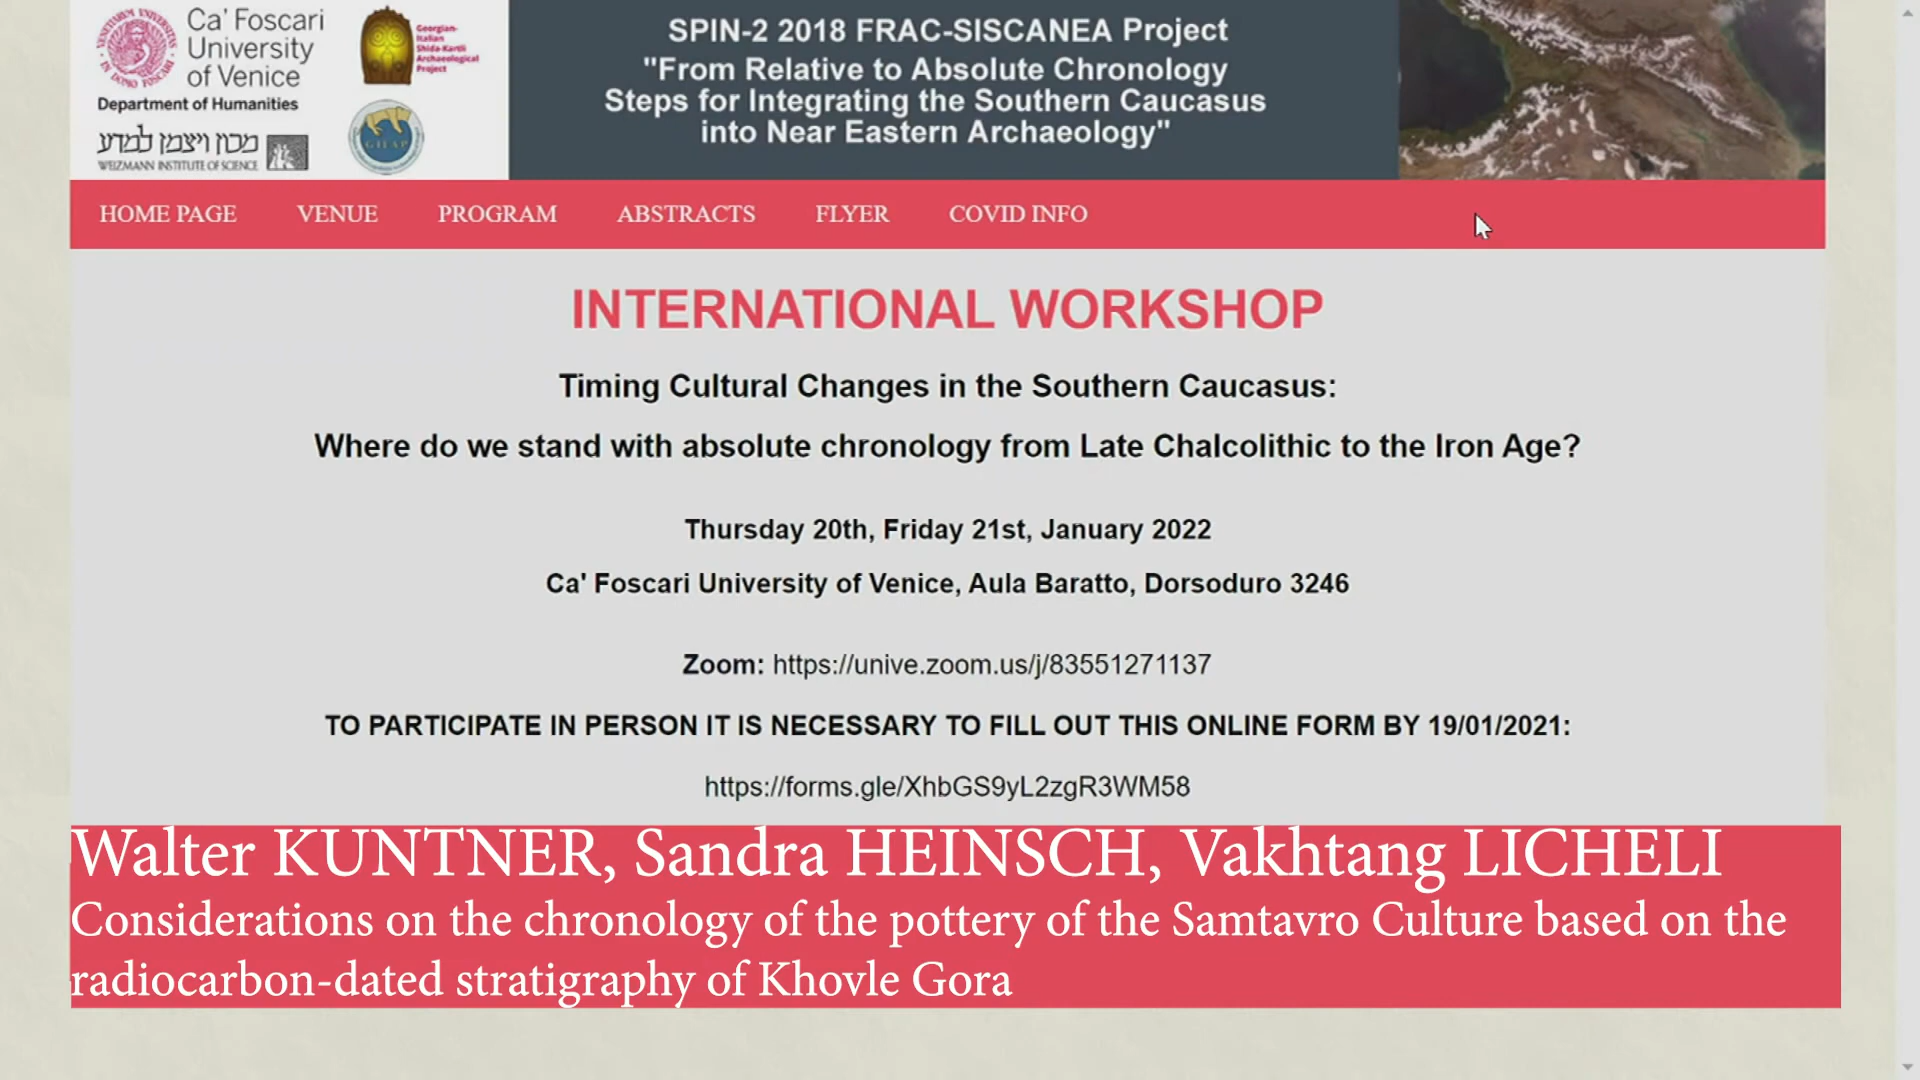 Ca' Foscari
University
of Venice
Department of Humanities
מכון ויצמן למדע
WEIZMANN INSTITUTE OF SCIENCE
Georgian-
Italian
Shida-Kartli
Archaeological
Project
SPIN-2 2018 FRAC-SISCANEA Project
"From Relative to Absolute Chronology
Steps for Integrating the Southern Caucasus
into Near Eastern Archaeology"
HOME PAGE VENUE PROGRAM ABSTRACTS FLYER COVID INFO
INTERNATIONAL WORKSHOP
Timing Cultural Changes in the Southern Caucasus:
Where do we stand with absolute chronology from Late Chalcolithic to the Iron Age?
Thursday 20th, Friday 21st, January 2022
Ca' Foscari University of Venice, Aula Baratto, Dorsoduro 3246
Zoom: https://unive.zoom.us/j/83551271137
TO PARTICIPATE IN PERSON IT IS NECESSARY TO FILL OUT THIS ONLINE FORM BY 19/01/2021:
https://forms.gle/XhbGS9yL2zgR3WM58
Walter KUNTNER, Sandra HEINSCH, Vakhtang LICHELI
Considerations on the chronology of the pottery of the Samtavro Culture based on the
radiocarbon-dated stratigraphy of Khovle Gora